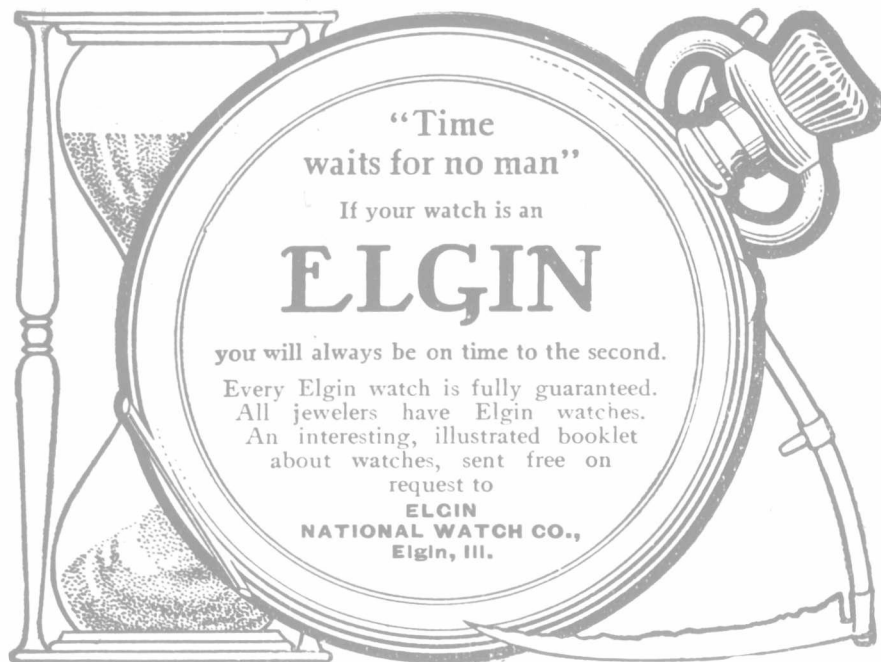 “Time
waits for no man”
If your watch is an
ELGIN
you will always be on time to the second.
Every Elgin watch is fully guaranteed.
All jewelers have Elgin watches.
An interesting, illustrated booklet
about watches, sent free on
request to
ELGIN
NATIONAL WATCH CO.,
Elgin, Ill.